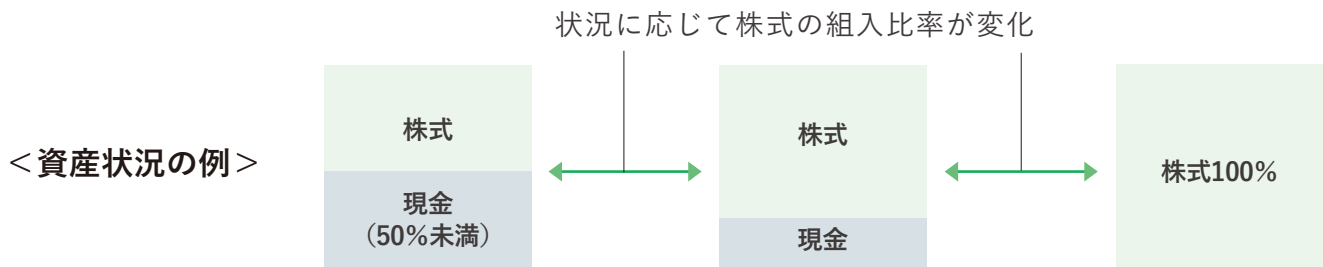 状況に応じて株式の組入比率が変化
＜資産状況の例＞
株式
現金
（50％未満）
株式
現金
株式100%